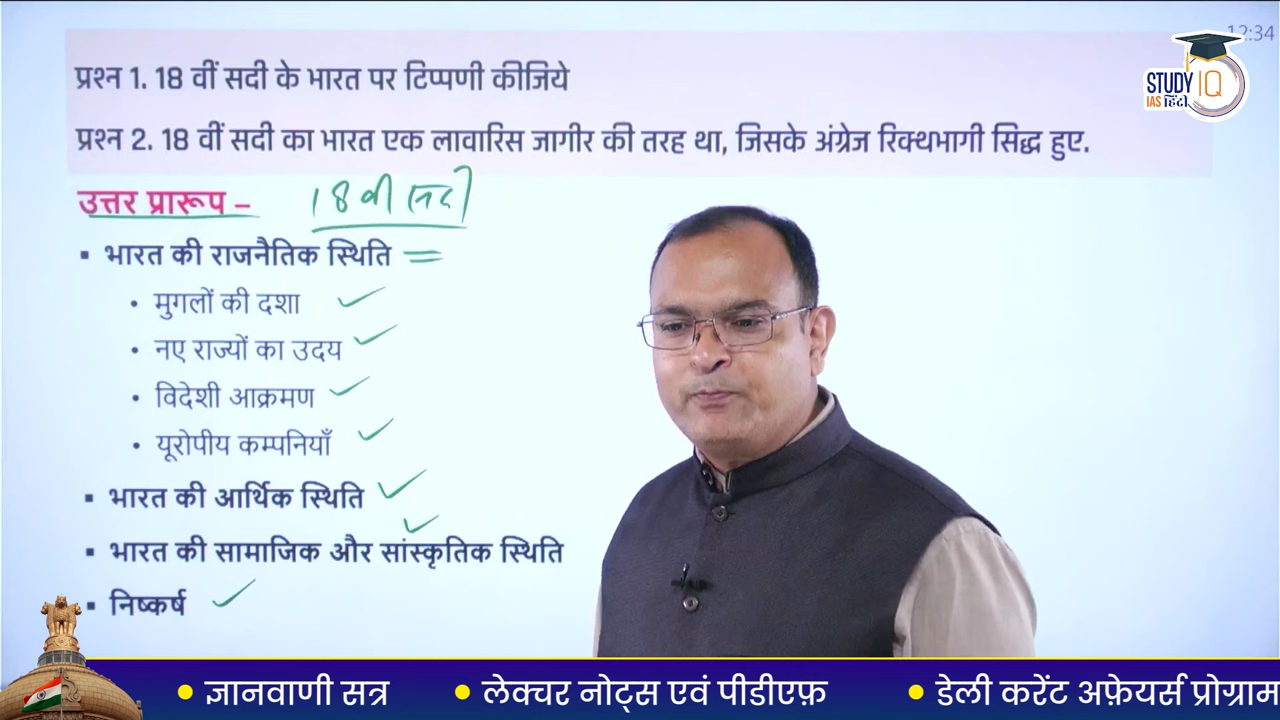 12:34
STUDY IQ
IAS हिंदी
प्रश्न 1. 18 वीं सदी के भारत पर टिप्पणी कीजिये
प्रश्न 2. 18 वीं सदी का भारत एक लावारिस जागीर की तरह था, जिसके अंग्रेज रिक्थभागी सिद्ध हुए.
उत्तर प्रारूप – 18 वीं सदी
▪ भारत की राजनैतिक स्थिति
• मुगलों की दशा
• नए राज्यों का उदय
• विदेशी आक्रमण
• यूरोपीय कम्पनियाँ
▪ भारत की आर्थिक स्थिति
▪ भारत की सामाजिक और सांस्कृतिक स्थिति
▪ निष्कर्ष
• ज्ञानवाणी सत्र • लेक्चर नोट्स एवं पीडीएफ़ • डेली करेंट अफ़ेयर्स प्रोग्राम